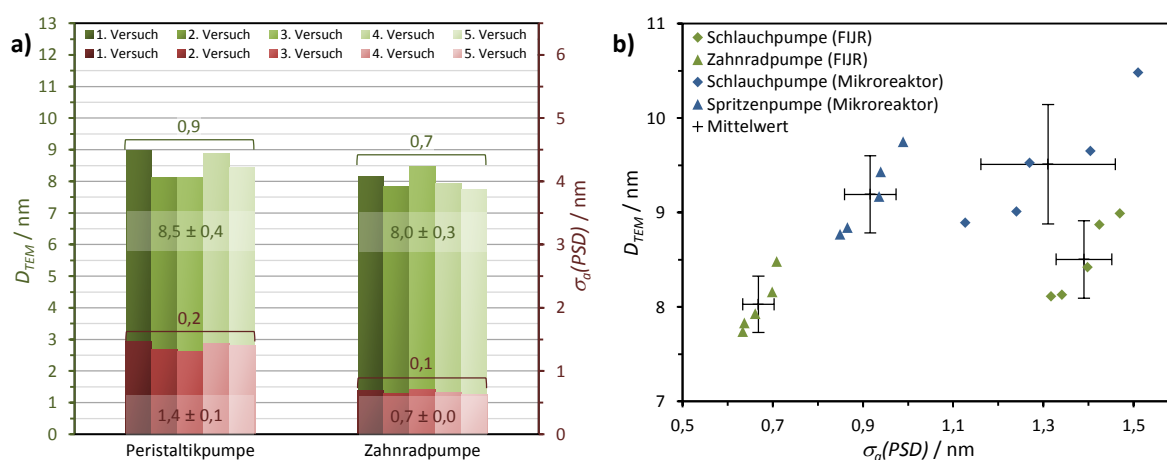 a)
1. Versuch 2. Versuch 3. Versuch 4. Versuch 5. Versuch
1. Versuch 2. Versuch 3. Versuch 4. Versuch 5. Versuch
D_TEM / nm
13
12
11
10
9
8
7
6
5
4
3
2
1
0
0,9
0,7
8,5 ± 0,4
8,0 ± 0,3
0,2
0,1
1,4 ± 0,1
0,7 ± 0,0
Peristaltikpumpe Zahnradpumpe
6
5
4
3
2
1
0
σ_a(PSD) / nm
b)
Schlauchpumpe (FIJR)
Zahnradpumpe (FIJR)
Schlauchpumpe (Mikroreaktor)
Spritzenpumpe (Mikroreaktor)
Mittelwert
D_TEM / nm
11
10
9
8
7
5
0,5 0,7 0,9 1,1 1,3 1,5
σ_a(PSD) / nm